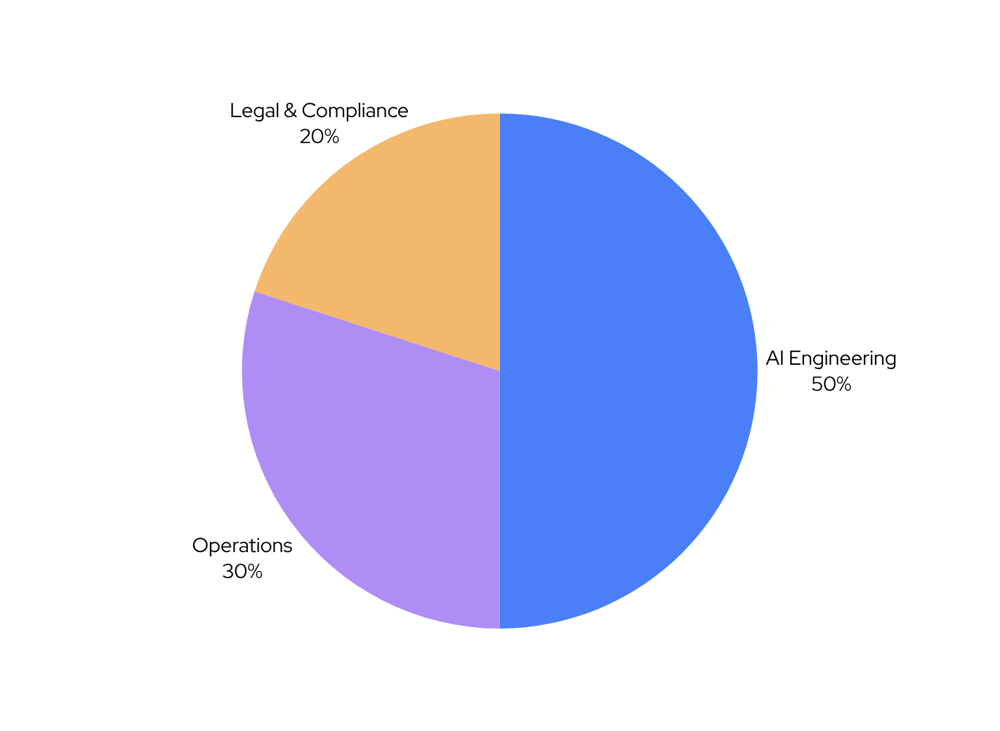 Legal & Compliance
20%
AI Engineering
50%
Operations
30%